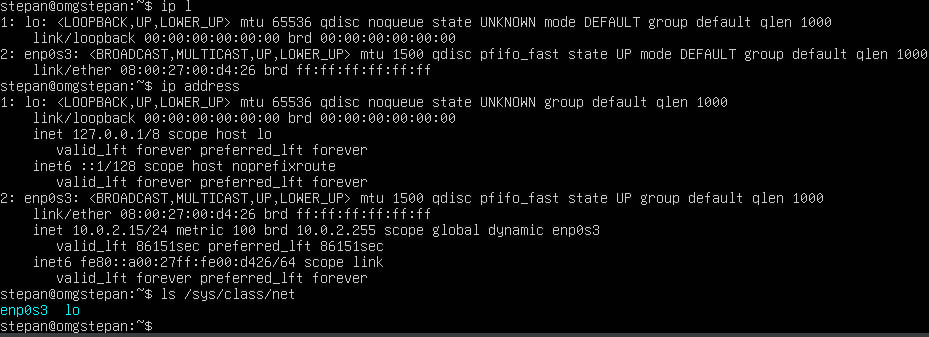 stepan@omgstepan:~$ ip l
1: lo: <LOOPBACK,UP,LOWER_UP> mtu 65536 qdisc noqueue state UNKNOWN mode DEFAULT group default qlen 1000
    link/loopback 00:00:00:00:00:00 brd 00:00:00:00:00:00
2: enp0s3: <BROADCAST,MULTICAST,UP,LOWER_UP> mtu 1500 qdisc pfifo_fast state UP mode DEFAULT group default qlen 1000
    link/ether 08:00:27:00:d4:26 brd ff:ff:ff:ff:ff:ff
stepan@omgstepan:~$ ip address
1: lo: <LOOPBACK,UP,LOWER_UP> mtu 65536 qdisc noqueue state UNKNOWN group default qlen 1000
    link/loopback 00:00:00:00:00:00 brd 00:00:00:00:00:00
    inet 127.0.0.1/8 scope host lo
       valid_lft forever preferred_lft forever
    inet6 ::1/128 scope host noprefixroute
       valid_lft forever preferred_lft forever
2: enp0s3: <BROADCAST,MULTICAST,UP,LOWER_UP> mtu 1500 qdisc pfifo_fast state UP group default qlen 1000
    link/ether 08:00:27:00:d4:26 brd ff:ff:ff:ff:ff:ff
    inet 10.0.2.15/24 metric 100 brd 10.0.2.255 scope global dynamic enp0s3
       valid_lft 86151sec preferred_lft 86151sec
    inet6 fe80::a00:27ff:fe00:d426/64 scope link
       valid_lft forever preferred_lft forever
stepan@omgstepan:~$ ls /sys/class/net
enp0s3  lo
stepan@omgstepan:~$